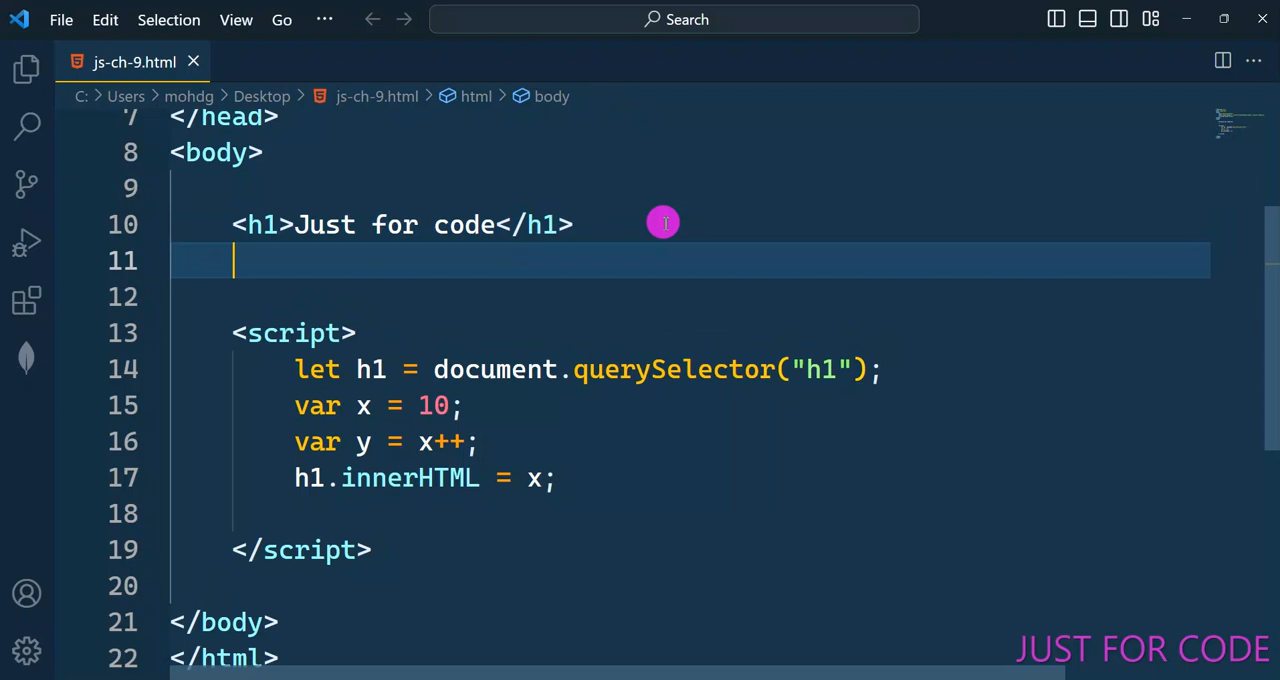 File Edit Selection View Go ··· Search
js-ch-9.html
C: > Users > mohdg > Desktop > js-ch-9.html > html > body
7 </head>
8 <body>
9
10 <h1>Just for code</h1>
11
12
13 <script>
14 let h1 = document.querySelector("h1");
15 var x = 10;
16 var y = x++;
17 h1.innerHTML = x;
18
19 </script>
20
21 </body>
22 </html>
JUST FOR CODE